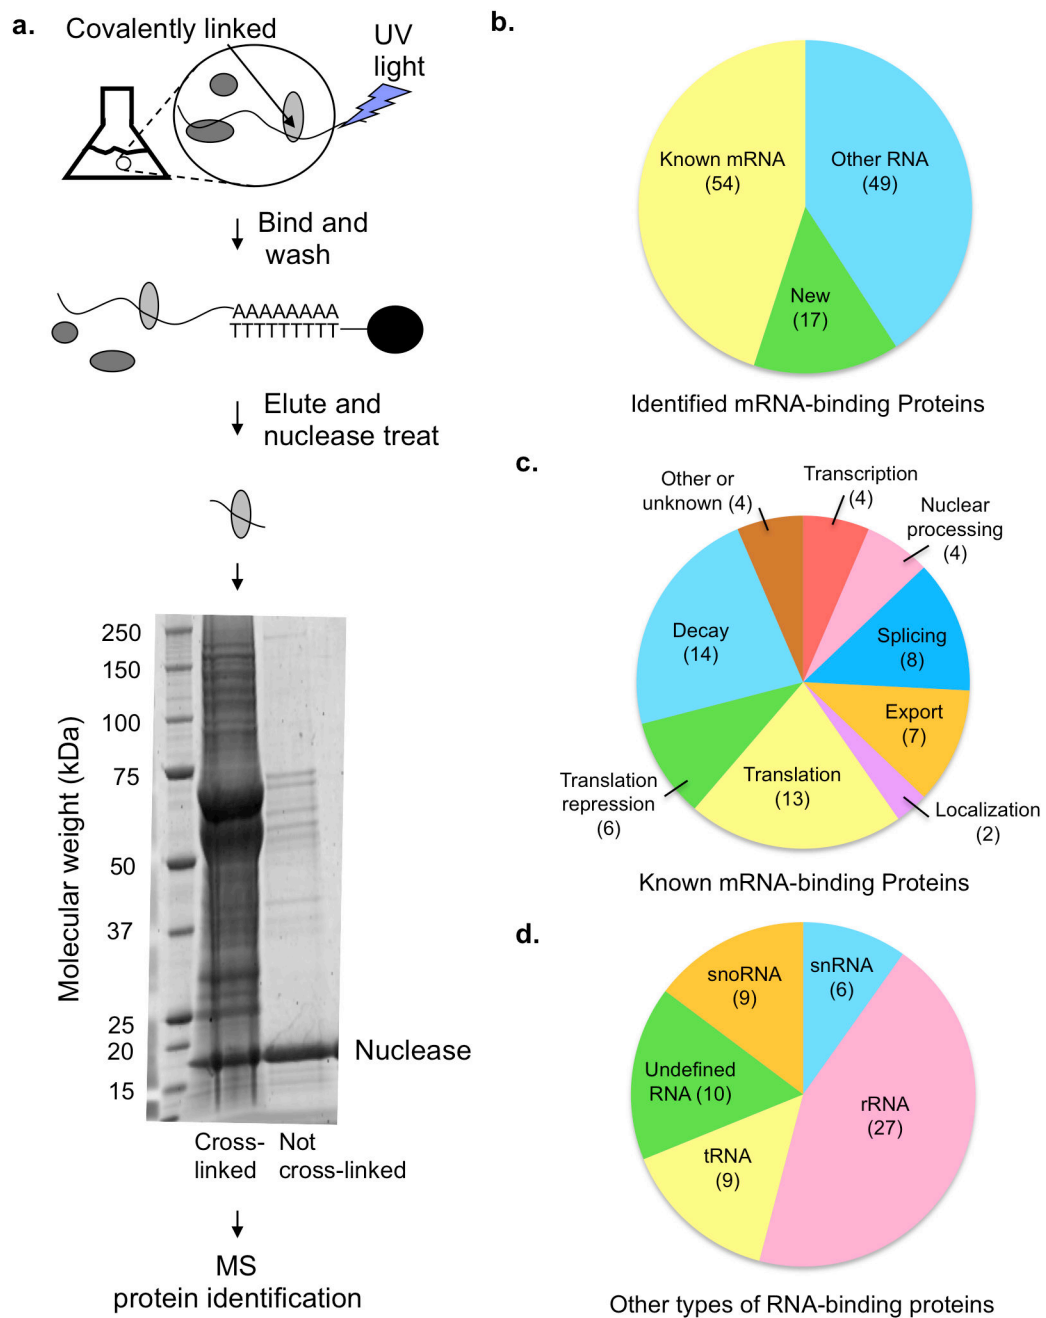 a.
Covalently linked
UV
light
Bind and
wash
AAAAAAAA
TTTTTTTTT
Elute and
nuclease treat
250
150
100
75
50
37
25
20
15
Molecular weight (kDa)
Nuclease
Cross-
linked
Not
cross-linked
MS
protein identification
b.
Known mRNA
(54)
Other RNA
(49)
New
(17)
Identified mRNA-binding Proteins
c.
Other or
unknown (4)
Transcription
(4)
Nuclear
processing
(4)
Decay
(14)
Splicing
(8)
Export
(7)
Translation
repression
(6)
Translation
(13)
Localization
(2)
Known mRNA-binding Proteins
d.
snoRNA
(9)
snRNA
(6)
Undefined
RNA (10)
rRNA
(27)
tRNA
(9)
Other types of RNA-binding proteins